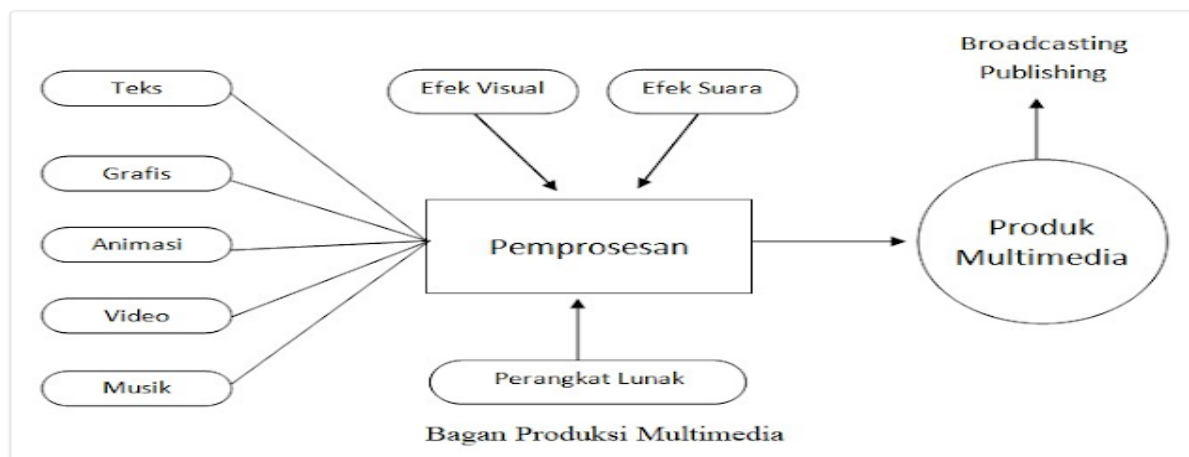 Teks
Grafis
Animasi
Video
Musik
Efek Visual
Efek Suara
Pemprosesan
Perangkat Lunak
Broadcasting
Publishing
Produk
Multimedia
Bagan Produksi Multimedia